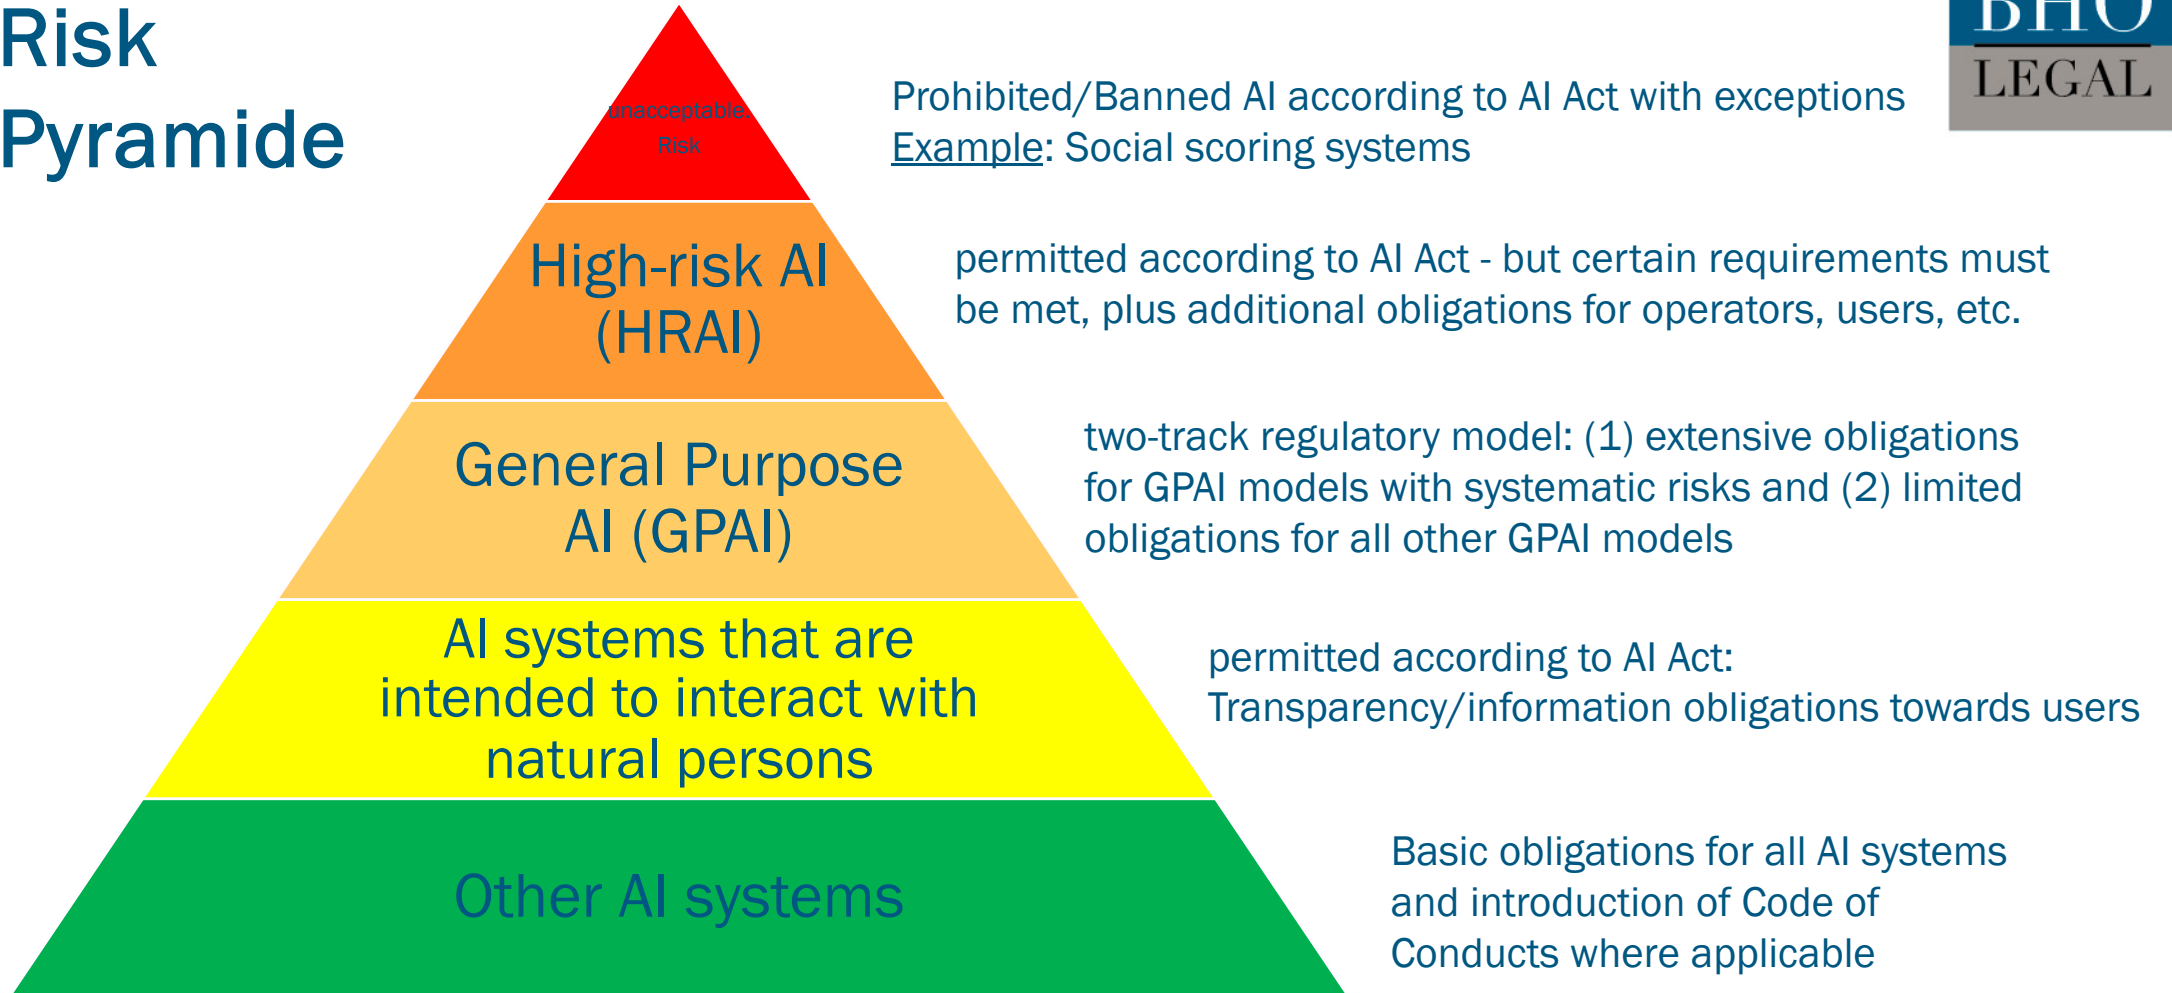 Risk
Pyramide
BHO
LEGAL
unacceptable.
Risk
Prohibited/Banned AI according to AI Act with exceptions
Example: Social scoring systems
High-risk AI
(HRAI)
permitted according to AI Act - but certain requirements must
be met, plus additional obligations for operators, users, etc.
General Purpose
AI (GPAI)
two-track regulatory model: (1) extensive obligations
for GPAI models with systematic risks and (2) limited
obligations for all other GPAI models
AI systems that are
intended to interact with
natural persons
permitted according to AI Act:
Transparency/information obligations towards users
Other AI systems
Basic obligations for all AI systems
and introduction of Code of
Conducts where applicable